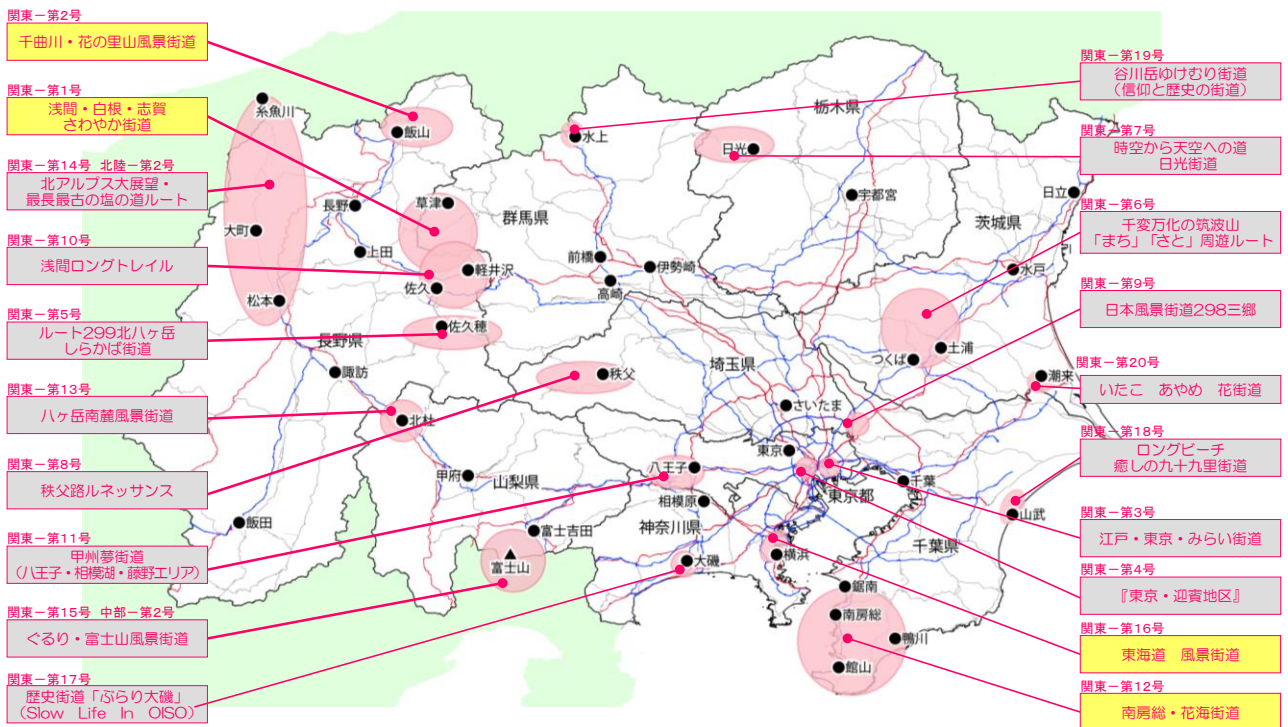 関東－第2号
千曲川・花の里山風景街道
関東－第1号
浅間・白根・志賀
さわやか街道
関東－第14号 北陸－第2号
北アルプス大展望・
最長最古の塩の道ルート
関東－第10号
浅間ロングトレイル
関東－第5号
ルート299北八ヶ岳
しらかば街道
関東－第13号
八ヶ岳南麓風景街道
関東－第8号
秩父路ルネッサンス
関東－第11号
甲州夢街道
(八王子・相模湖・藤野エリア)
関東－第15号 中部－第2号
ぐるり・富士山風景街道
関東－第17号
歴史街道「ぶらり大磯」
(Slow Life In OISO)
糸魚川
飯山
水上
日光
栃木県
宇都宮
日立
茨城県
水戸
長野
草津
群馬県
大町
上田
軽井沢
前橋
伊勢崎
佐久
高崎
松本
佐久穂
長野県
諏訪
秩父
埼玉県
つくば
土浦
潮来
さいたま
北杜
東京
八王子
甲府
山梨県
相模原
東京都
千葉
山武
飯田
富士吉田
神奈川県
千葉県
富士山
大磯
横浜
鋸南
南房総
鴨川
館山
関東－第19号
谷川岳ゆけむり街道
(信仰と歴史の街道)
関東－第7号
時空から天空への道
日光街道
関東－第6号
千変万化の筑波山
「まち」「さと」周遊ルート
関東－第9号
日本風景街道298三郷
関東－第20号
いたこ　あやめ　花街道
関東－第18号
ロングビーチ
癒しの九十九里街道
関東－第3号
江戸・東京・みらい街道
関東－第4号
『東京・迎賓地区』
関東－第16号
東海道　風景街道
関東－第12号
南房総・花海街道